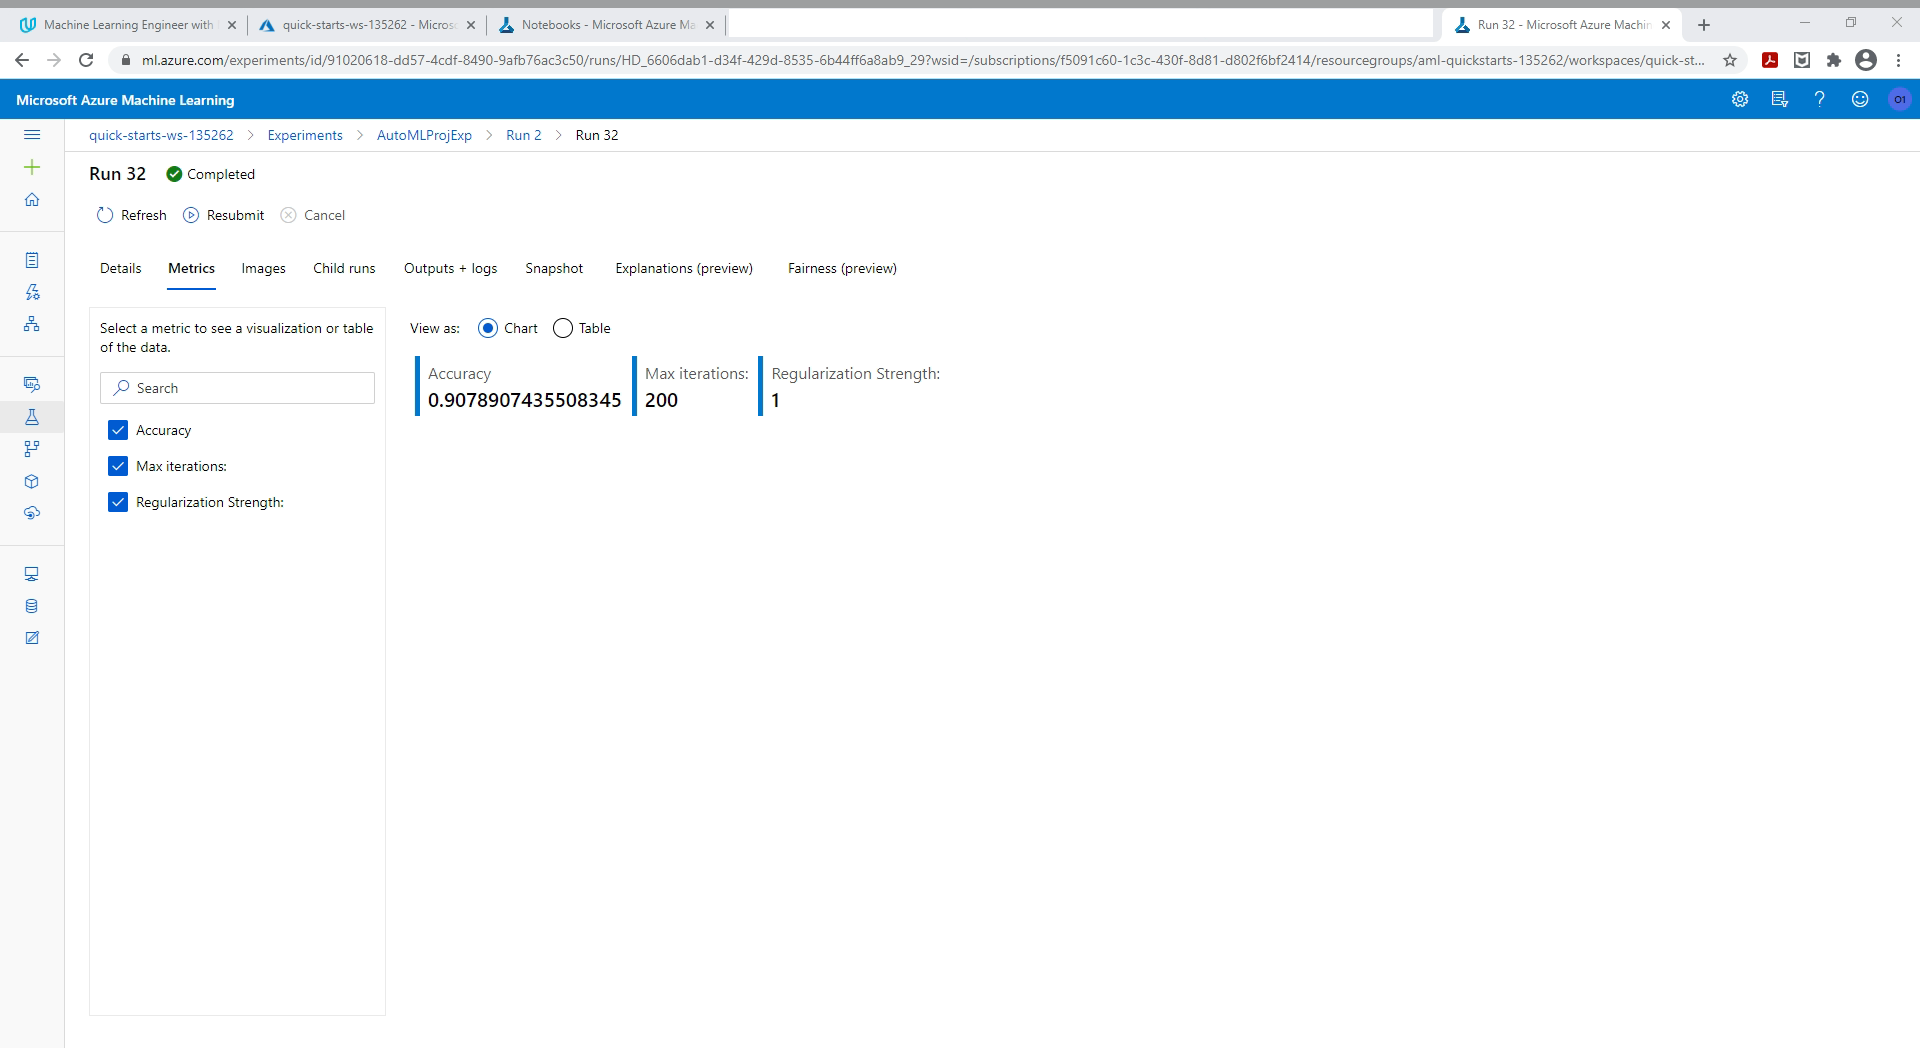 Machine Learning Engineer with
quick-starts-ws-135262 - Micros
Notebooks - Microsoft Azure Ma
Run 32 - Microsoft Azure Machin
ml.azure.com/experiments/id/91020618-dd57-4cdf-8490-9afb76ac3c50/runs/HD_6606dab1-d34f-429d-8535-6b44ff6a8ab9_29?wsid=/subscriptions/f5091c60-1c3c-430f-8d81-d802f6bf2414/resourcegroups/aml-quickstarts-135262/workspaces/quick-st...
Microsoft Azure Machine Learning
O1
quick-starts-ws-135262 > Experiments > AutoMLProjExp > Run 2 > Run 32
Run 32 Completed
Refresh Resubmit Cancel
Details Metrics Images Child runs Outputs + logs Snapshot Explanations (preview) Fairness (preview)
Select a metric to see a visualization or table
of the data.
Search
Accuracy
Max iterations:
Regularization Strength:
View as: Chart Table
Accuracy
0.9078907435508345
Max iterations:
200
Regularization Strength:
1